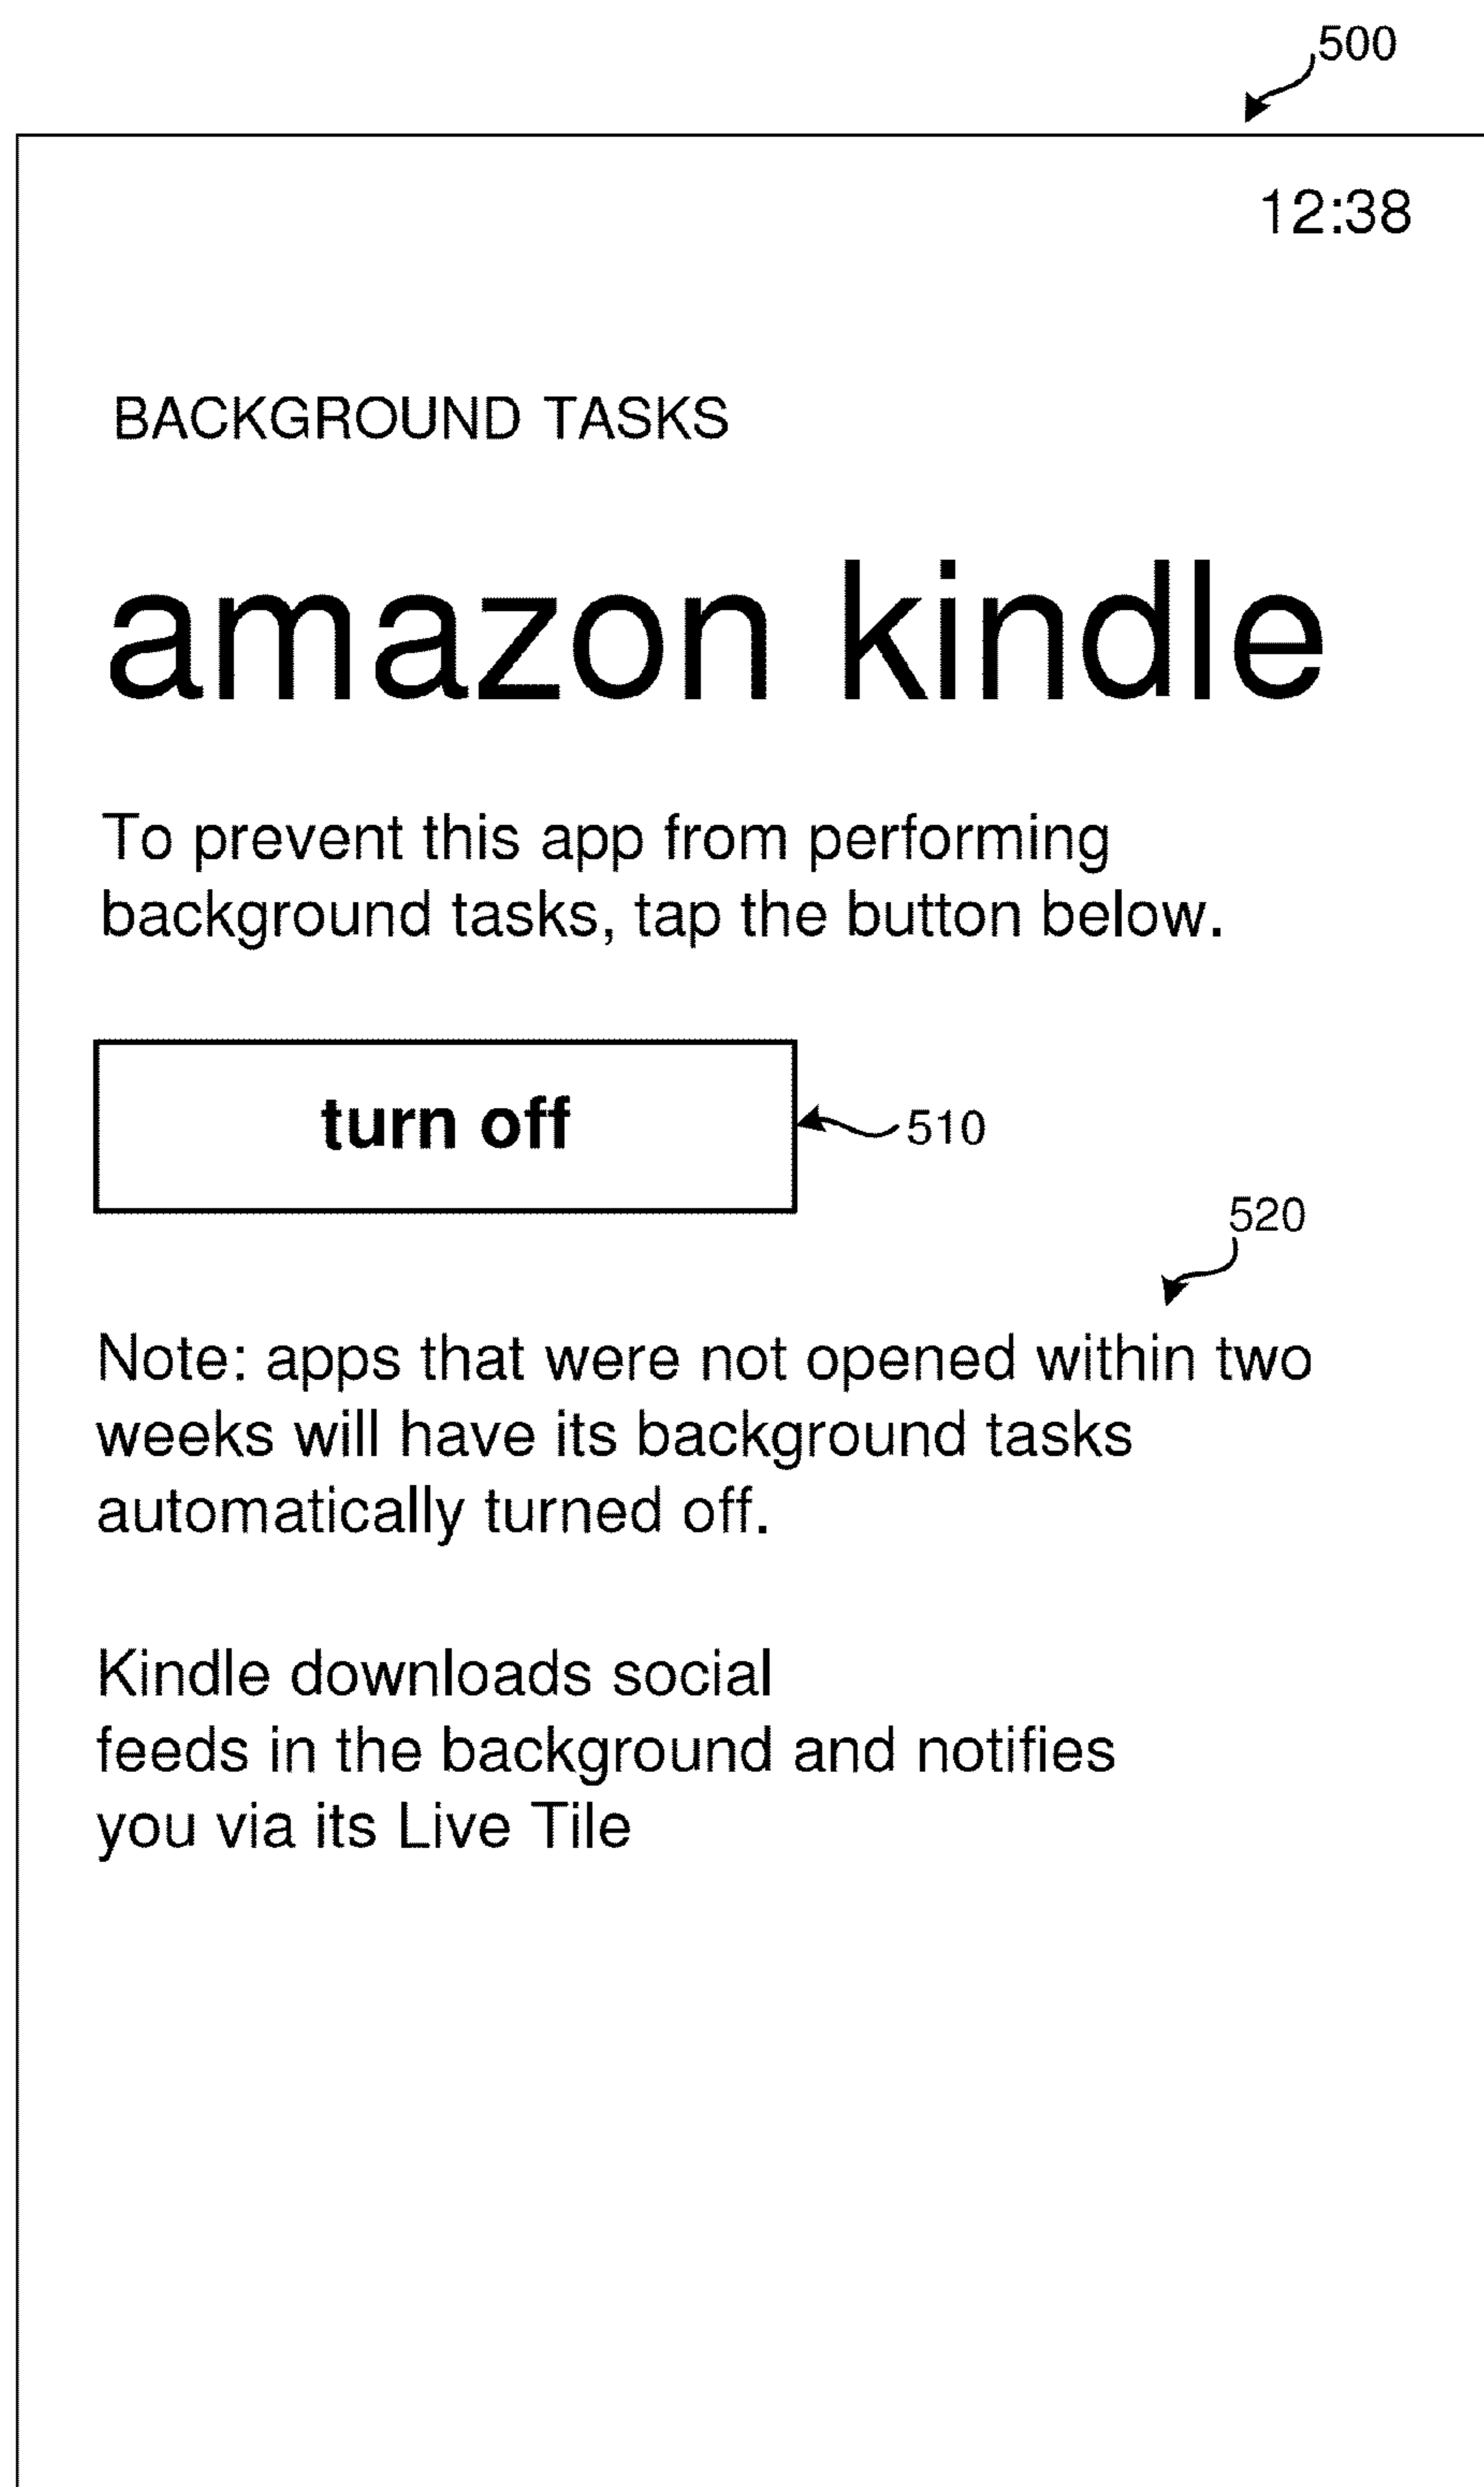 500
12:38
BACKGROUND TASKS
amazon kindle
To prevent this app from performing
background tasks, tap the button below.
turn off
510
520
Note: apps that were not opened within two
weeks will have its background tasks
automatically turned off.
Kindle downloads social
feeds in the background and notifies
you via its Live Tile